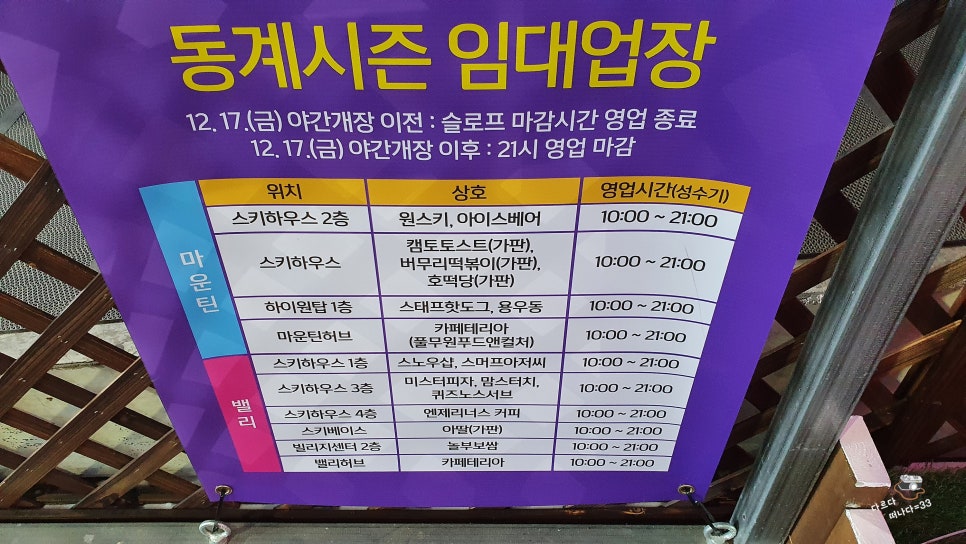 동계시즌 임대업장
12. 17.(금) 야간개장 이전 : 슬로프 마감시간 영업 종료
12. 17.(금) 야간개장 이후 : 21시 영업 마감
위치 상호 영업시간(성수기)
마운틴
스키하우스 2층 원스키, 아이스베어 10:00 ~ 21:00
스키하우스 캠토토스트(가판), 버무리떡볶이(가판), 호떡당(가판) 10:00 ~ 21:00
하이원탑 1층 스태프핫도그, 용우동 10:00 ~ 21:00
마운틴허브 카페테리아 (풀무원푸드앤컬처) 10:00 ~ 21:00
밸리
스키하우스 1층 스노우샵, 스머프아저씨 10:00 ~ 21:00
스키하우스 3층 미스터피자, 맘스터치, 퀴즈노스서브 10:00 ~ 21:00
스키하우스 4층 엔제리너스 커피 10:00 ~ 21:00
스키베이스 아딸(가판) 10:00 ~ 21:00
빌리지센터 2층 놀부보쌈 10:00 ~ 21:00
밸리허브 카페테리아 10:00 ~ 21:00
다르다
떠나다=33